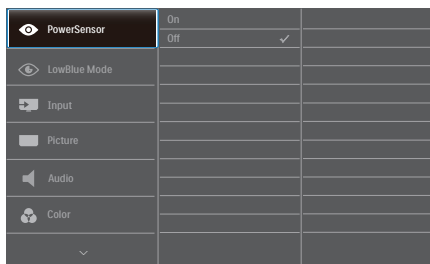 PowerSensor
On
Off
LowBlue Mode
Input
Picture
Audio
Color